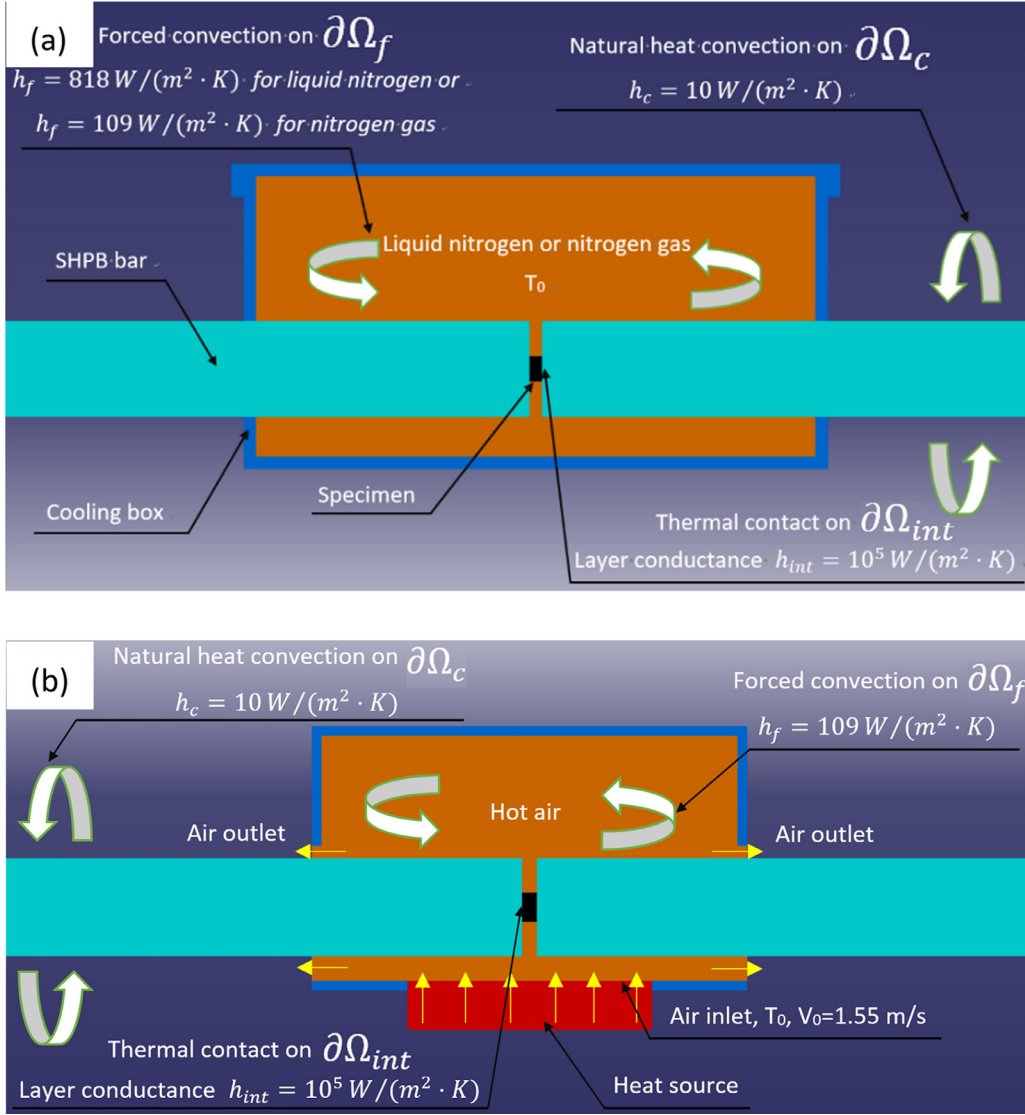 (a)
Forced convection on ∂Ω_f
h_f = 818 W/(m² · K) for liquid nitrogen or
h_f = 109 W/(m² · K) for nitrogen gas
Natural heat convection on ∂Ω_c
h_c = 10 W/(m² · K)
Liquid nitrogen or nitrogen gas
T₀
SHPB bar
Specimen
Cooling box
Thermal contact on ∂Ω_int
Layer conductance h_int = 10⁵ W/(m² · K)
(b)
Natural heat convection on ∂Ω_c
h_c = 10 W/(m² · K)
Forced convection on ∂Ω_f
h_f = 109 W/(m² · K)
Hot air
Air outlet
Air outlet
Air inlet, T₀, V₀=1.55 m/s
Thermal contact on ∂Ω_int
Layer conductance h_int = 10⁵ W/(m² · K)
Heat source